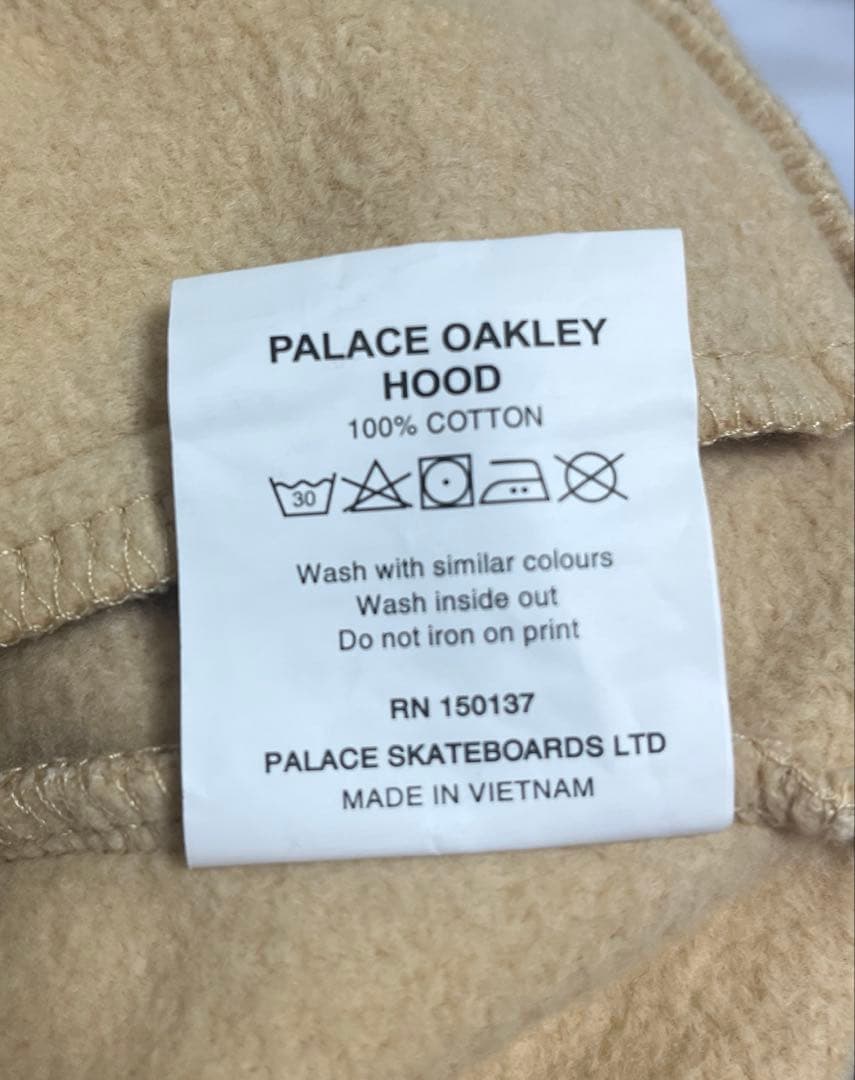 PALACE OAKLEY
HOOD
100% COTTON
30
Wash with similar colours
Wash inside out
Do not iron on print
RN 150137
PALACE SKATEBOARDS LTD
MADE IN VIETNAM